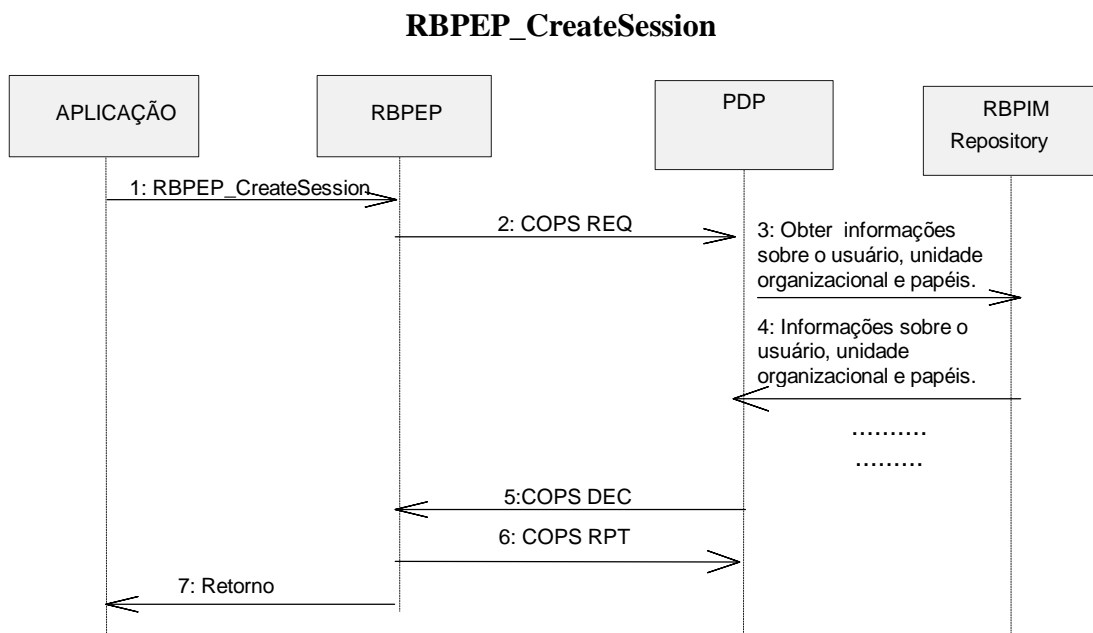 RBPEP_CreateSession
APLICAÇÃO
RBPEP
PDP
RBPIM
Repository
1: RBPEP_CreateSession
2: COPS REQ
3: Obter informações
sobre o usuário, unidade
organizacional e papéis.
4: Informações sobre o
usuário, unidade
organizacional e papéis.
..........
.........
5:COPS DEC
6: COPS RPT
7: Retorno